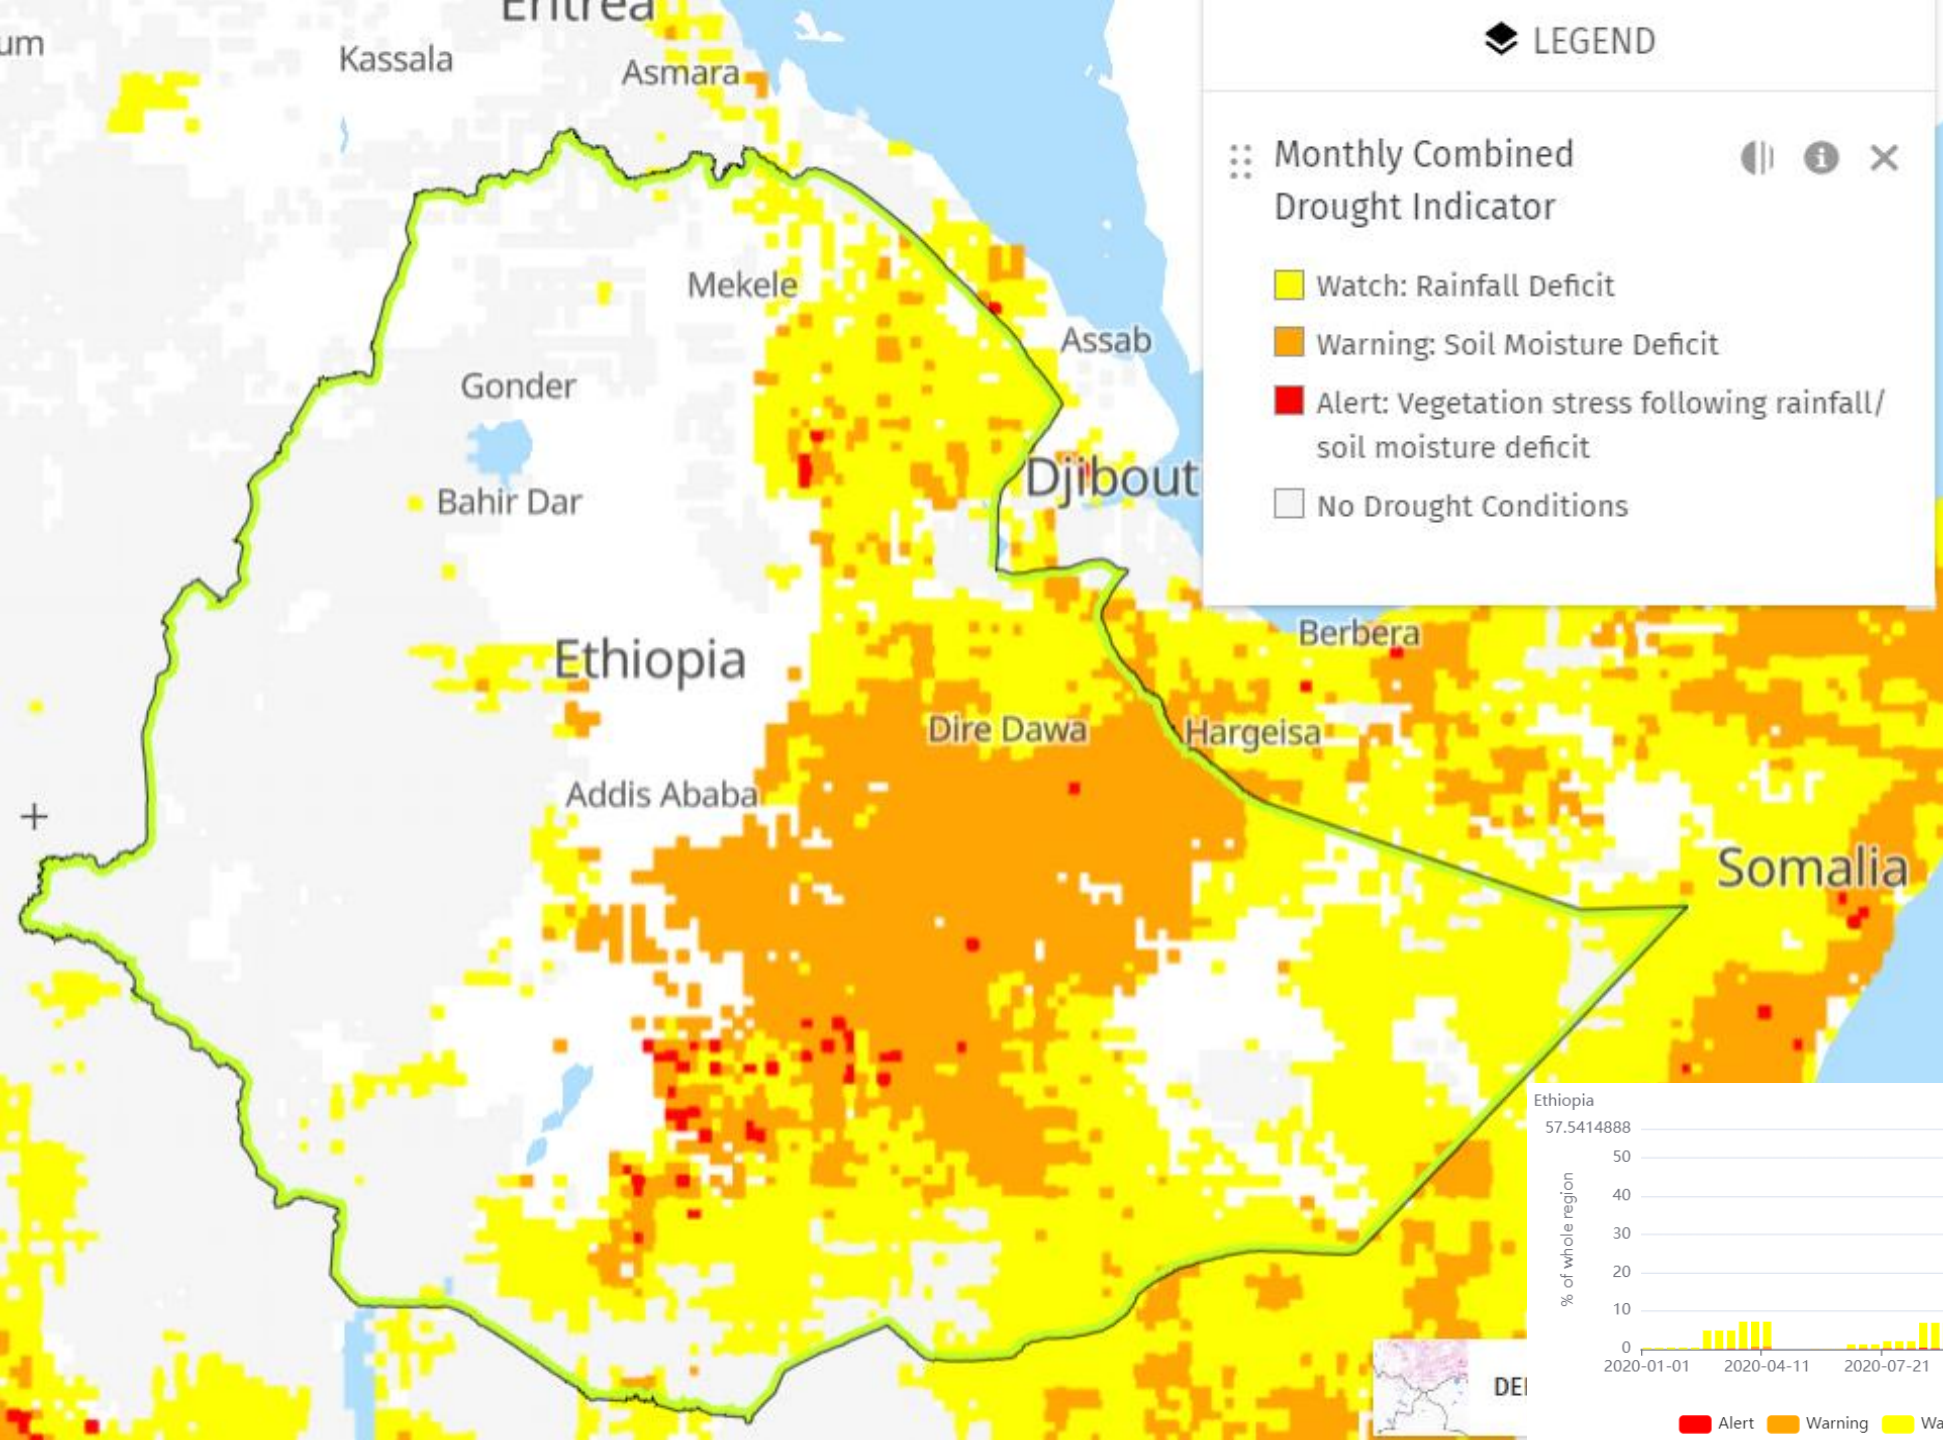 Eritrea
um
Kassala
Asmara
Mekele
Assab
Gonder
Bahir Dar
Djibout
Ethiopia
Berbera
Dire Dawa
Hargeisa
Addis Ababa
Somalia
LEGEND
Monthly Combined
Drought Indicator
Watch: Rainfall Deficit
Warning: Soil Moisture Deficit
Alert: Vegetation stress following rainfall/
soil moisture deficit
No Drought Conditions
Ethiopia
57.5414888
50
40
30
20
10
0
% of whole region
2020-01-01 2020-04-11 2020-07-21
Alert Warning Wa
DE